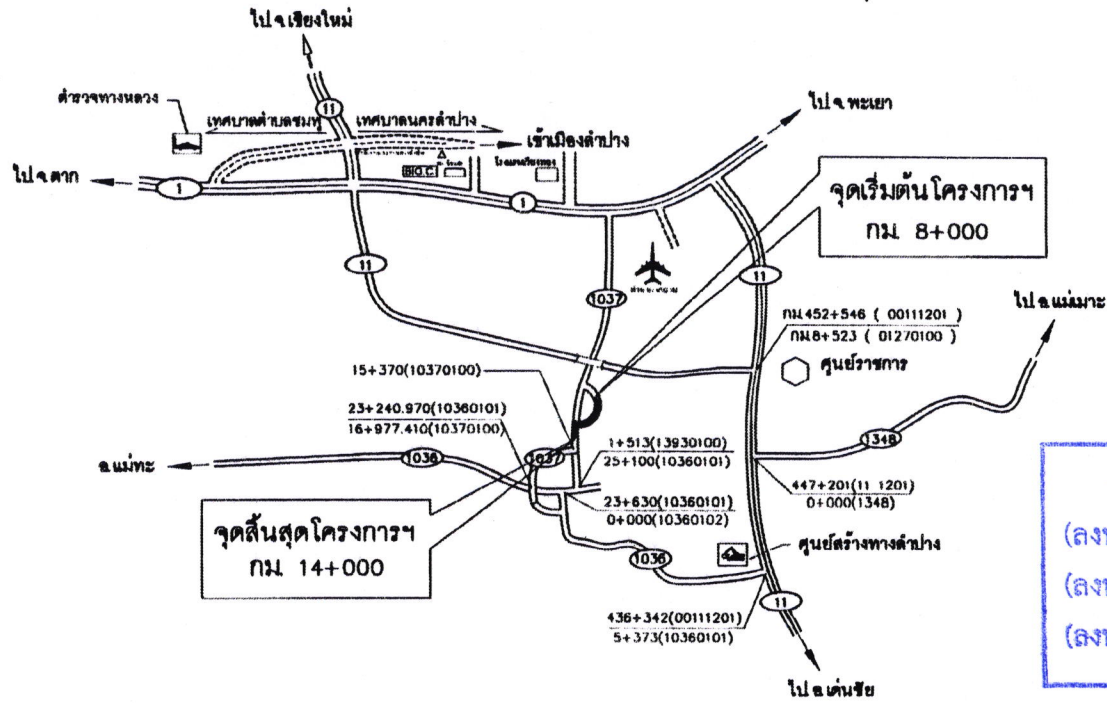 ไป จ.เชียงใหม่
ตำรวจทางหลวง
11
ไป จ.พะเยา
เทศบาลตำบลชมพู
เทศบาลนครลำปาง
เข้าเมืองลำปาง
BIG C
ไป จ.ตาก
1
1
จุดเริ่มต้นโครงการฯ
กม. 8+000
11
11
1037
ไป อ.แม่เมาะ
กม.452+546 ( 00111201 )
กม.8+523 ( 01270100 )
ศูนย์ราชการ
15+370(10370100)
23+240.970(10360101)
16+977.410(10370100)
1+513(13930100)
25+100(10360101)
1348
อ.แม่ทะ
1036
1037
447+201(11 1201)
0+000(1348)
23+630(10360101)
0+000(10360102)
จุดสิ้นสุดโครงการฯ
กม. 14+000
(ลง
(ลง
(ลง
1036
ศูนย์สร้างทางลำปาง
11
436+342(00111201)
5+373(10360101)
ไป อ.เด่นชัย